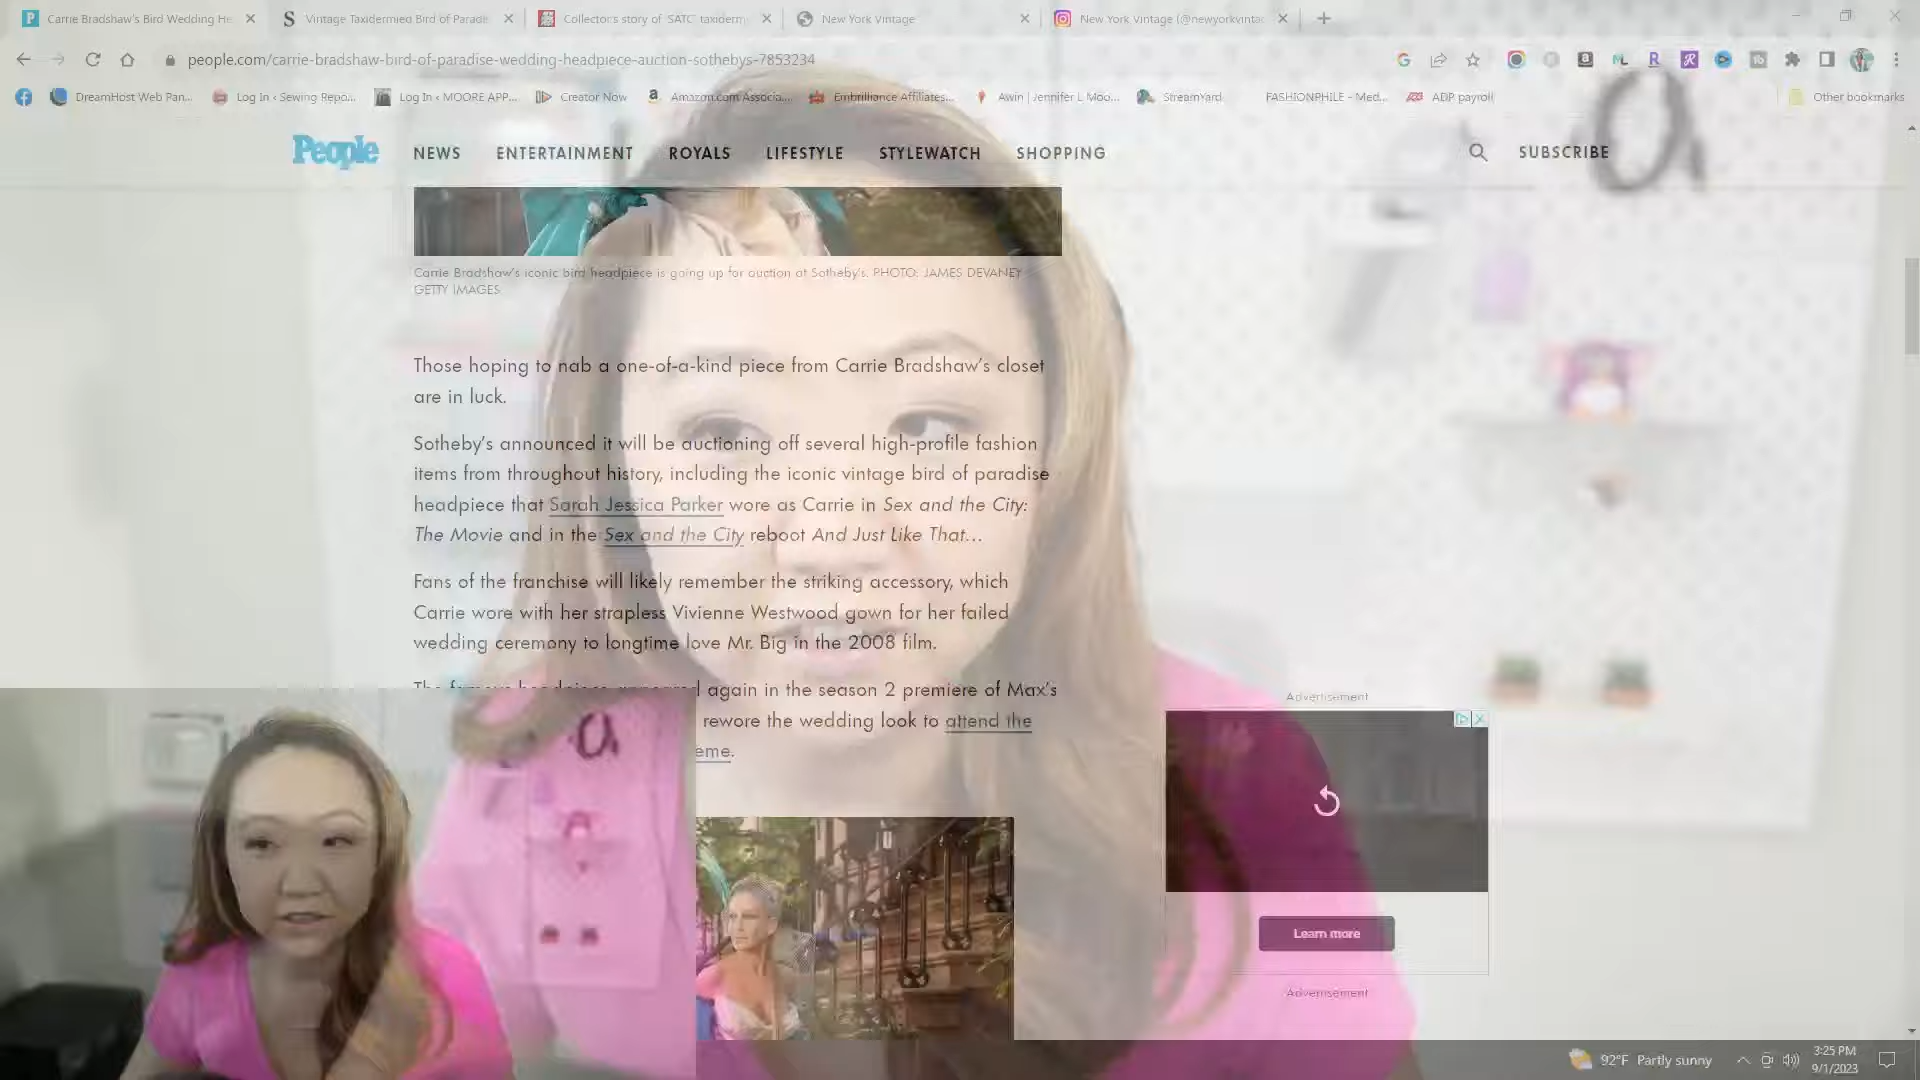 Carrie Bradshaw's Bird Wedding He
Vintage Taxidermied Bird of Paradi
Collector's story of 'SATC' taxiderm
New York Vintage
New York Vintage (@newyorkvintag
people.com/carrie-bradshaw-bird-of-paradise-wedding-headpiece-auction-sothebys-7853234
DreamHost Web Pan...
Log In ‹ Sewing Repo...
Log In ‹ MOORE APP...
Creator Now
Amazon.com Associa...
Embrilliance Affiliates...
Awin | Jennifer L Moo...
StreamYard
FASHIONPHILE - Med...
ADP payroll
Other bookmarks
People
NEWS
ENTERTAINMENT
ROYALS
LIFESTYLE
STYLEWATCH
SHOPPING
SUBSCRIBE
Carrie Bradshaw's iconic bird headpiece is going up for auction at Sotheby's. PHOTO: JAMES DEVANEY
GETTY IMAGES
Those hoping to nab a one-of-a-kind piece from Carrie Bradshaw's closet
are in luck.
Sotheby's announced it will be auctioning off several high-profile fashion
items from throughout history, including the iconic vintage bird of paradise
headpiece that Sarah Jessica Parker wore as Carrie in Sex and the City:
The Movie and in the Sex and the City reboot And Just Like That…
Fans of the franchise will likely remember the striking accessory, which
Carrie wore with her strapless Vivienne Westwood gown for her failed
wedding ceremony to longtime love Mr. Big in the 2008 film.
again in the season 2 premiere of Max's
rewore the wedding look to attend the
eme.
Advertisement
Learn more
Advertisement
92°F Partly sunny
3:25 PM
9/1/2023